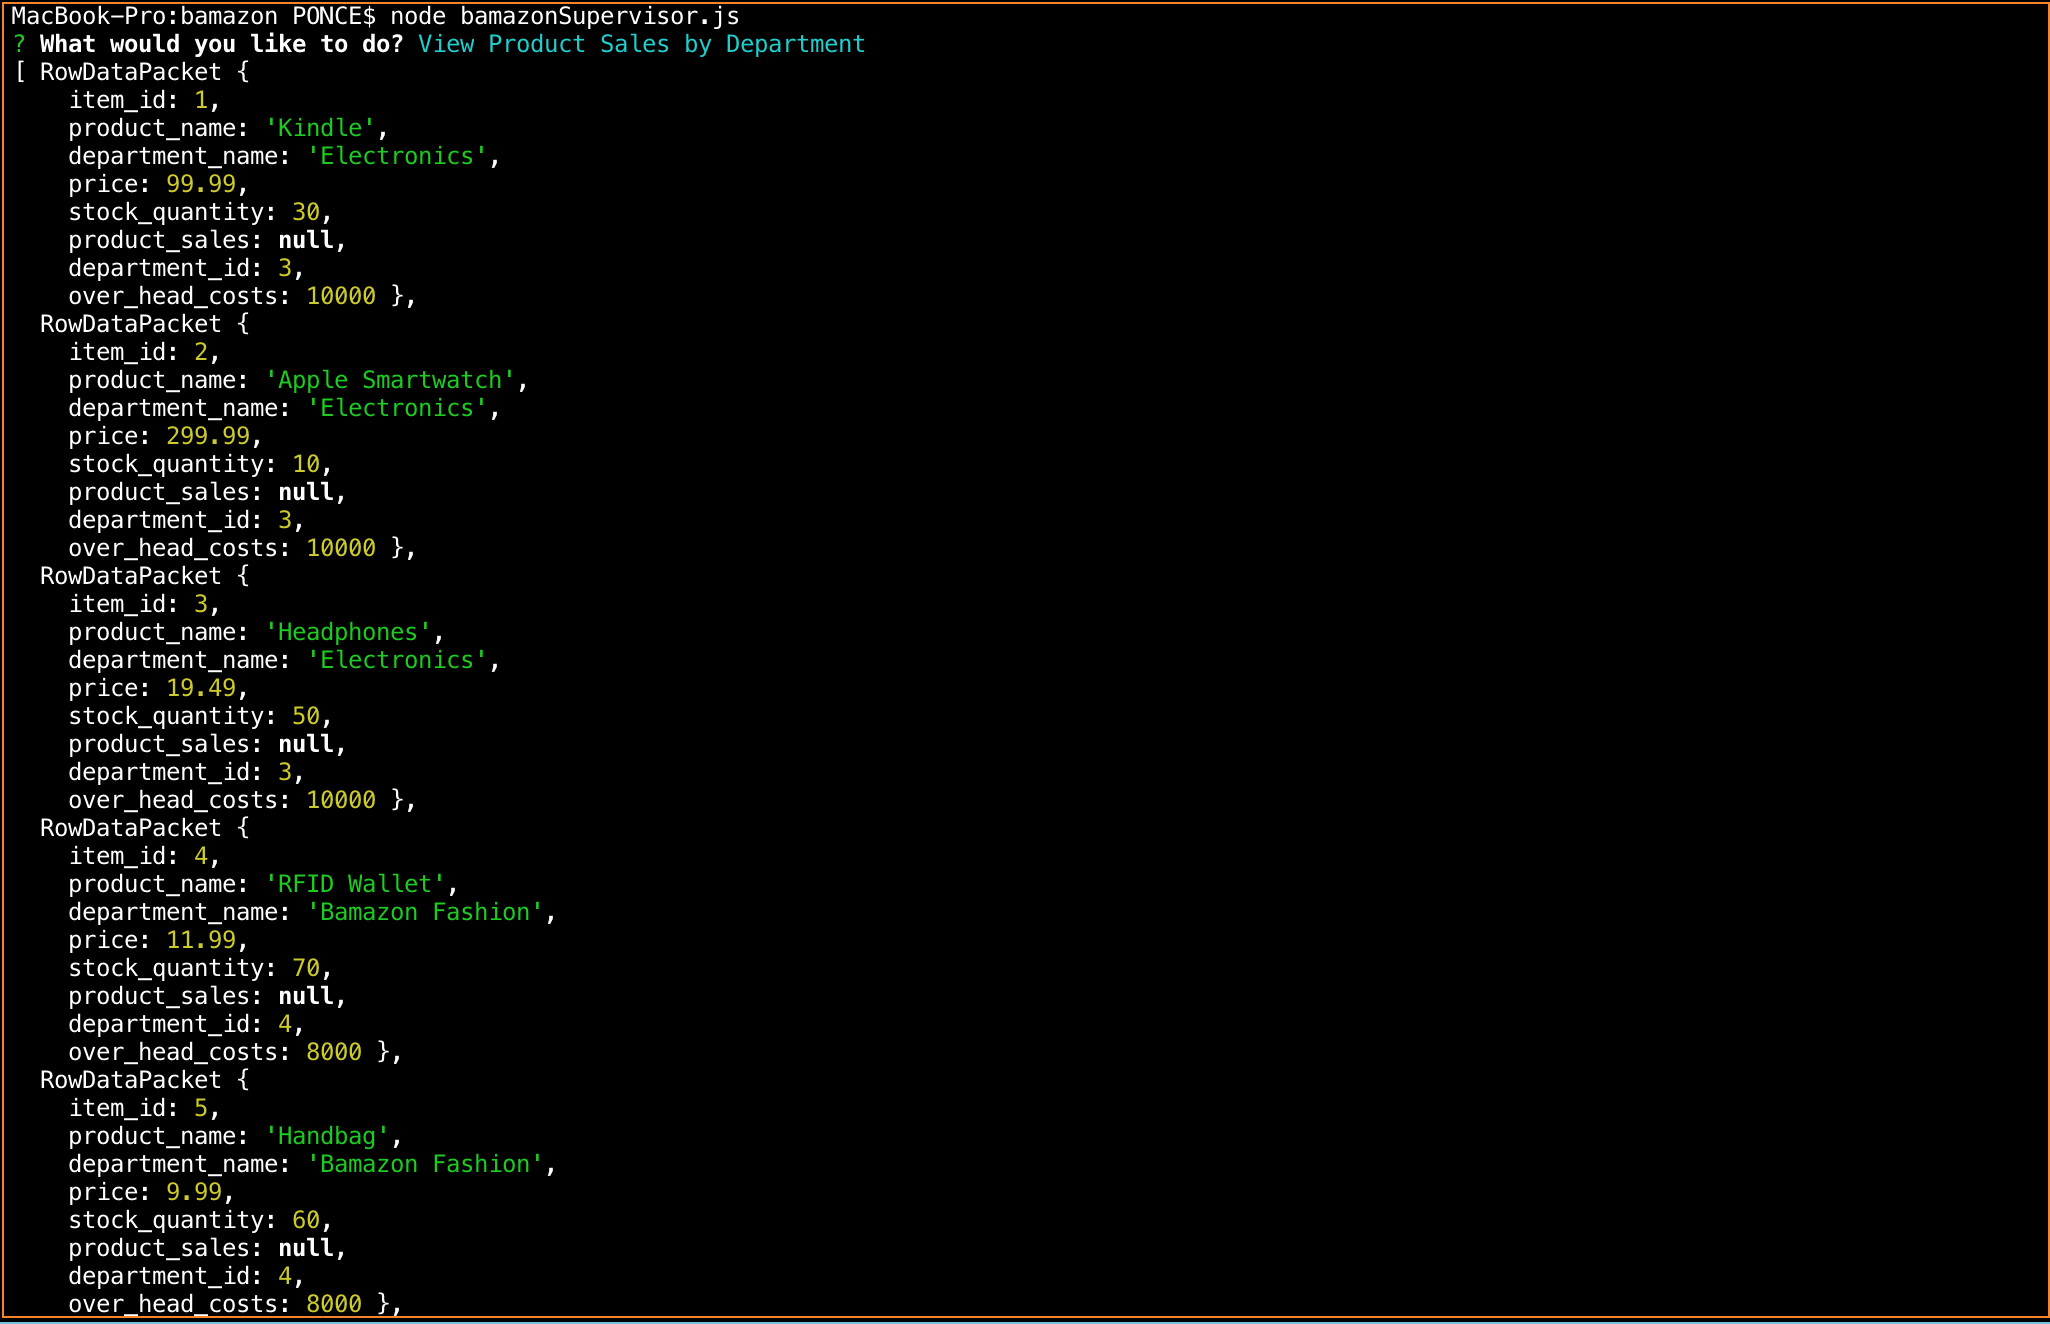 MacBook-Pro:bamazon PONCE$ node bamazonSupervisor.js
? What would you like to do? View Product Sales by Department
[ RowDataPacket {
    item_id: 1,
    product_name: 'Kindle',
    department_name: 'Electronics',
    price: 99.99,
    stock_quantity: 30,
    product_sales: null,
    department_id: 3,
    over_head_costs: 10000 },
  RowDataPacket {
    item_id: 2,
    product_name: 'Apple Smartwatch',
    department_name: 'Electronics',
    price: 299.99,
    stock_quantity: 10,
    product_sales: null,
    department_id: 3,
    over_head_costs: 10000 },
  RowDataPacket {
    item_id: 3,
    product_name: 'Headphones',
    department_name: 'Electronics',
    price: 19.49,
    stock_quantity: 50,
    product_sales: null,
    department_id: 3,
    over_head_costs: 10000 },
  RowDataPacket {
    item_id: 4,
    product_name: 'RFID Wallet',
    department_name: 'Bamazon Fashion',
    price: 11.99,
    stock_quantity: 70,
    product_sales: null,
    department_id: 4,
    over_head_costs: 8000 },
  RowDataPacket {
    item_id: 5,
    product_name: 'Handbag',
    department_name: 'Bamazon Fashion',
    price: 9.99,
    stock_quantity: 60,
    product_sales: null,
    department_id: 4,
    over_head_costs: 8000 },